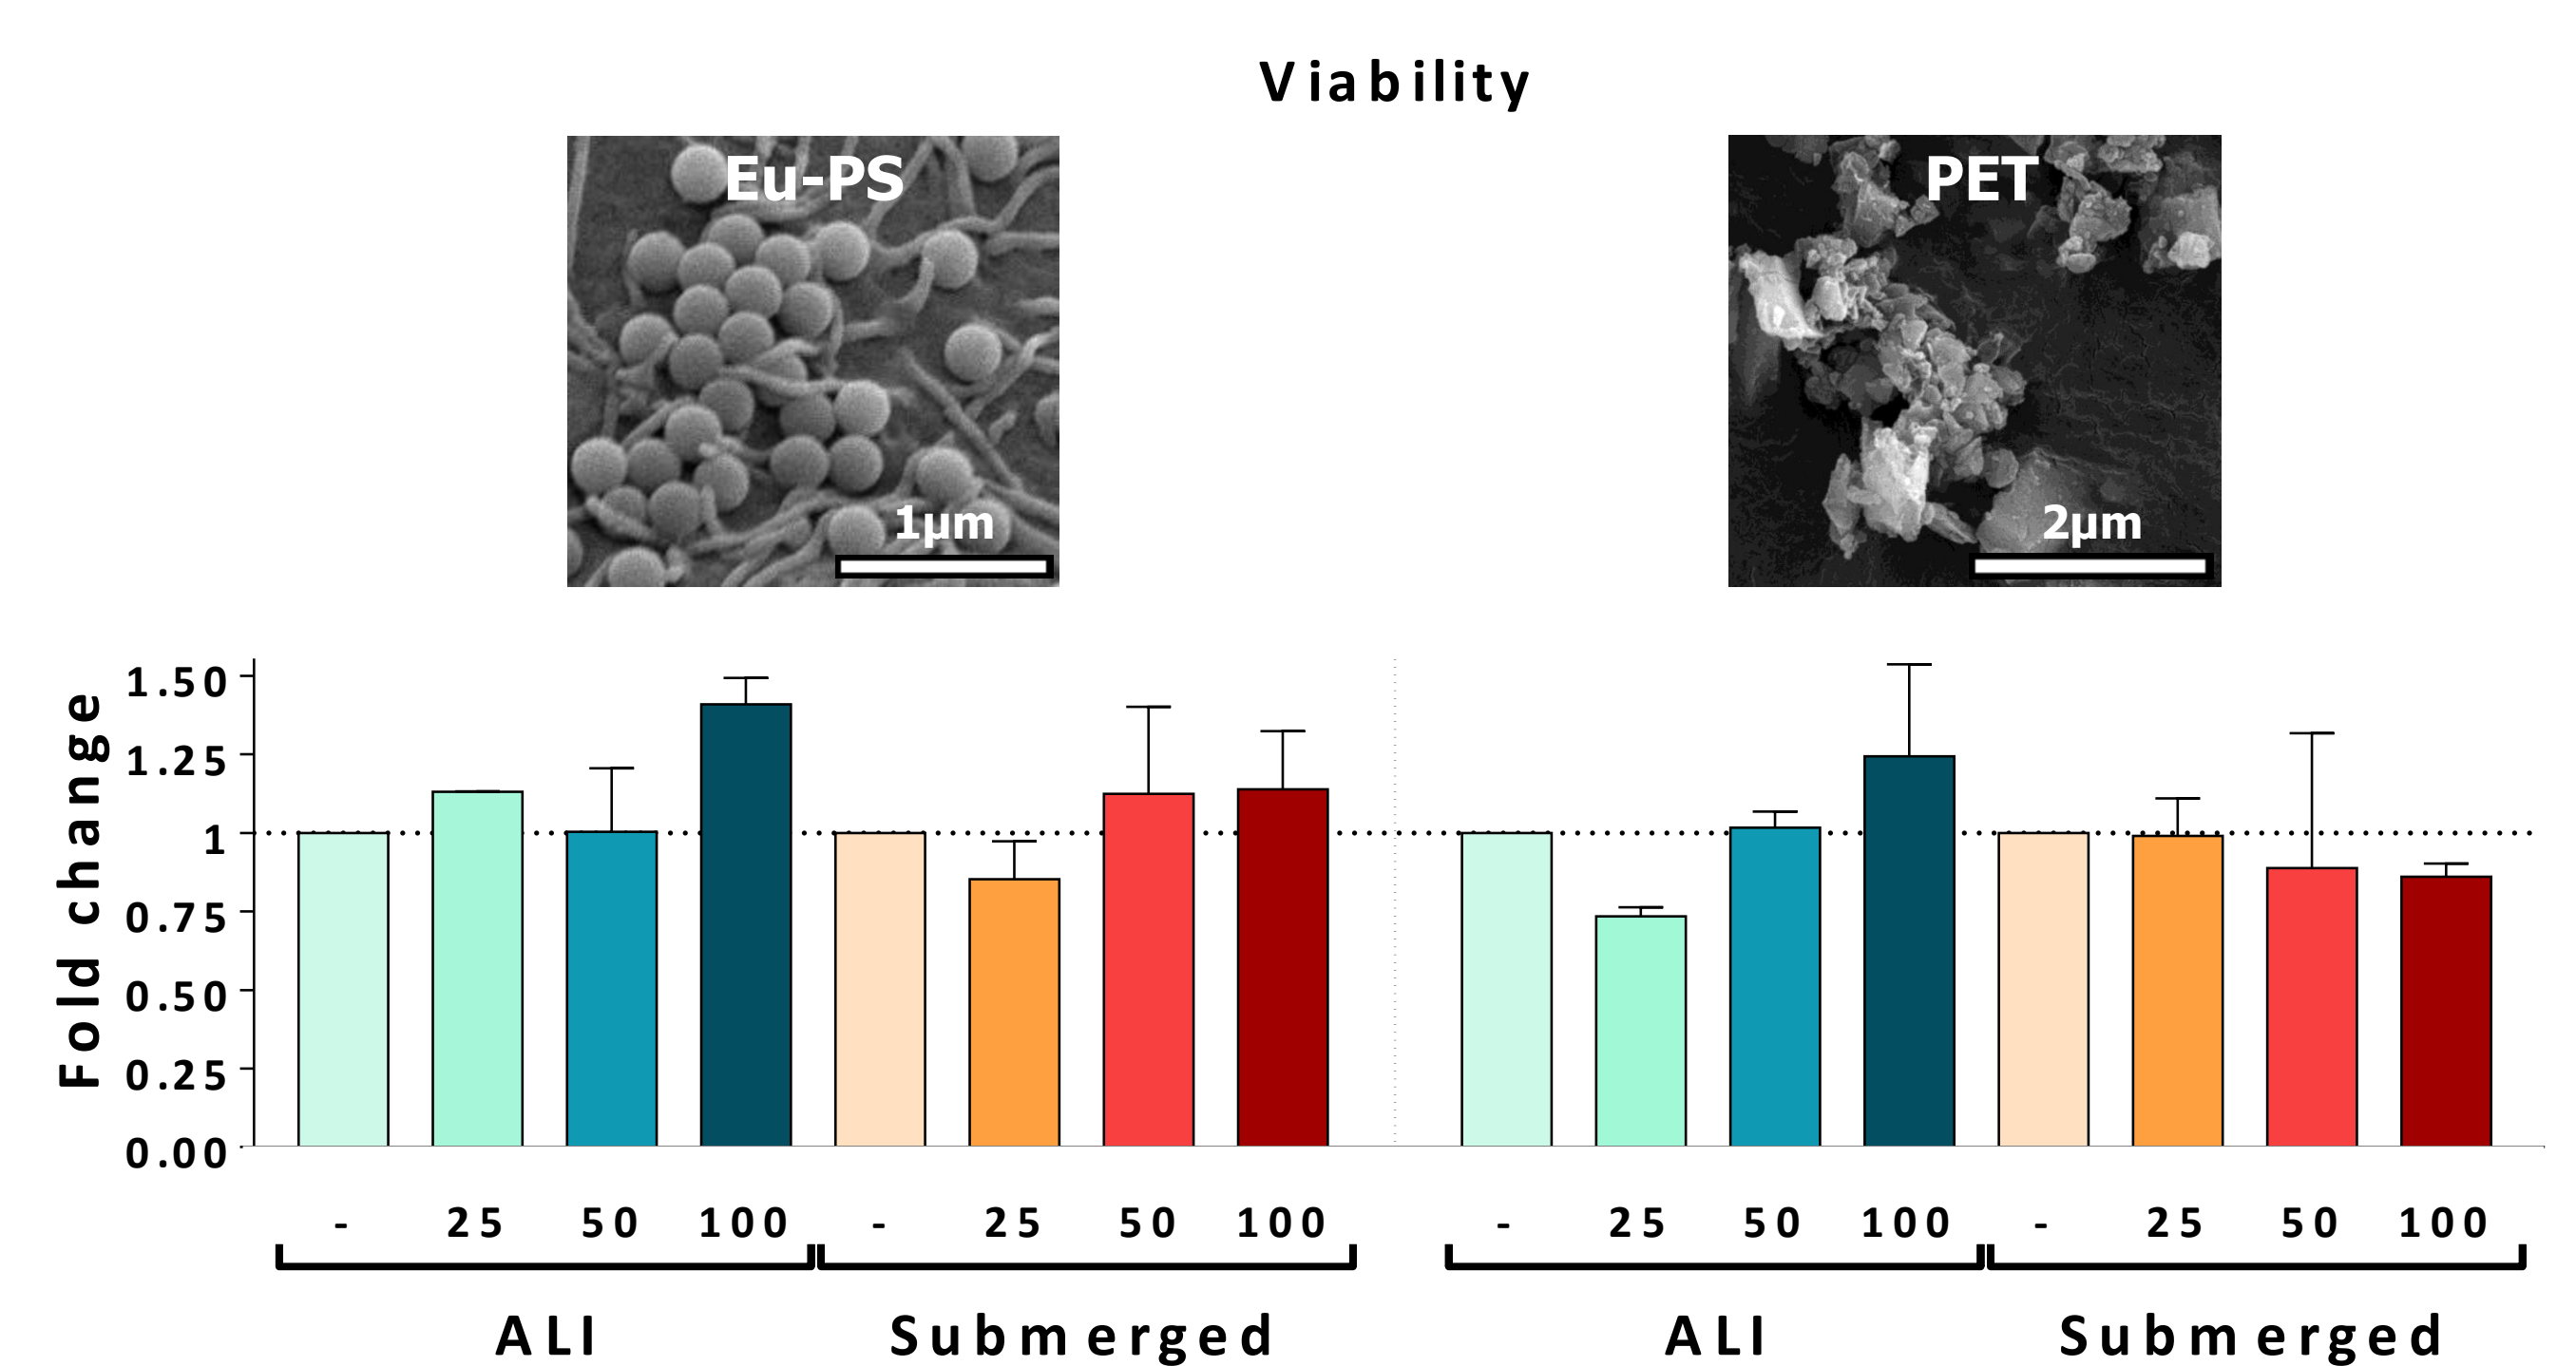 Viability
Eu-PS
1µm
PET
2µm
Fold change
1.50
1.25
1
0.75
0.50
0.25
0.00
- 25 50 100 - 25 50 100 - 25 50 100 - 25 50 100
ALI Submerged ALI Submerged